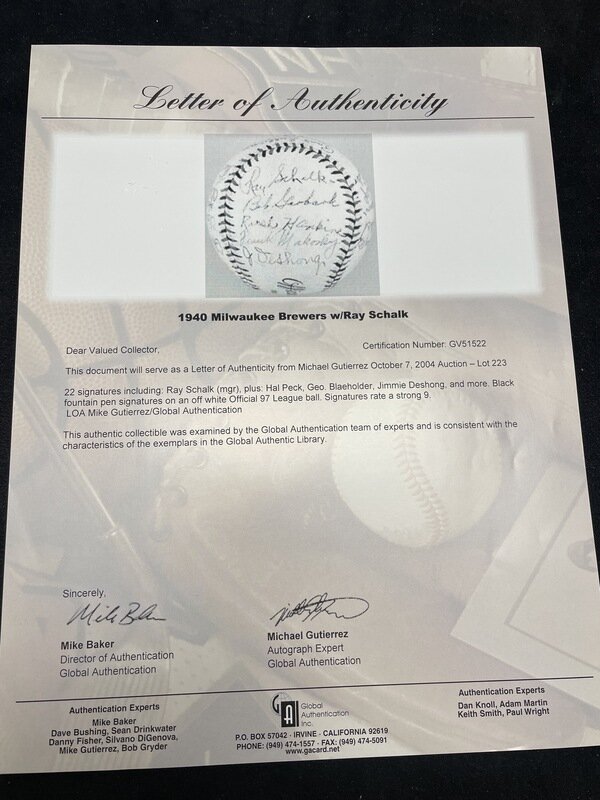 Letter of Authenticity
Ray Schalk
Bob Scarback
Rush Hankins
Frank Makosky
J Deshong
1940 Milwaukee Brewers w/Ray Schalk
Dear Valued Collector,
Certification Number: GV51522
This document will serve as a Letter of Authenticity from Michael Gutierrez October 7, 2004 Auction – Lot 223
22 signatures including: Ray Schalk (mgr), plus: Hal Peck, Geo. Blaeholder, Jimmie Deshong, and more. Black
fountain pen signatures on an off white Official 97 League ball. Signatures rate a strong 9.
LOA Mike Gutierrez/Global Authentication
This authentic collectible was examined by the Global Authentication team of experts and is consistent with the
characteristics of the exemplars in the Global Authentic Library.
Sincerely,
Mike Baker
Director of Authentication
Global Authentication
Michael Gutierrez
Autograph Expert
Global Authentication
Authentication Experts
Mike Baker
Dave Bushing, Sean Drinkwater
Danny Fisher, Silvano DiGenova,
Mike Gutierrez, Bob Gryder
GAI
Global
Authentication
Inc.
P.O. BOX 57042 · IRVINE · CALIFORNIA 92619
PHONE: (949) 474-1557 · FAX: (949) 474-5091
www.gacard.net
Authentication Experts
Dan Knoll, Adam Martin
Keith Smith, Paul Wright